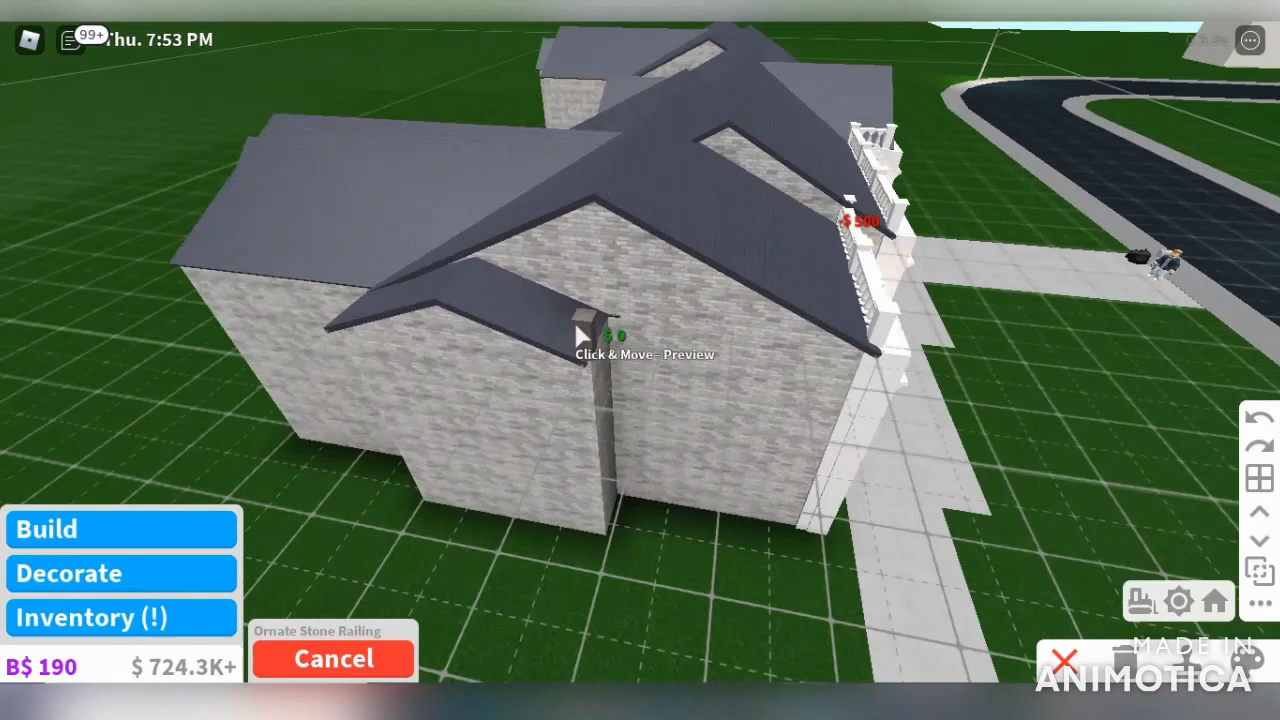 99+
Thu. 7:53 PM
-$ 500
$ 0
Click & Move - Preview
Build
Decorate
Inventory (!)
B$ 190
$ 724.3K+
Ornate Stone Railing
Cancel
MADE IN
ANIMOTICA